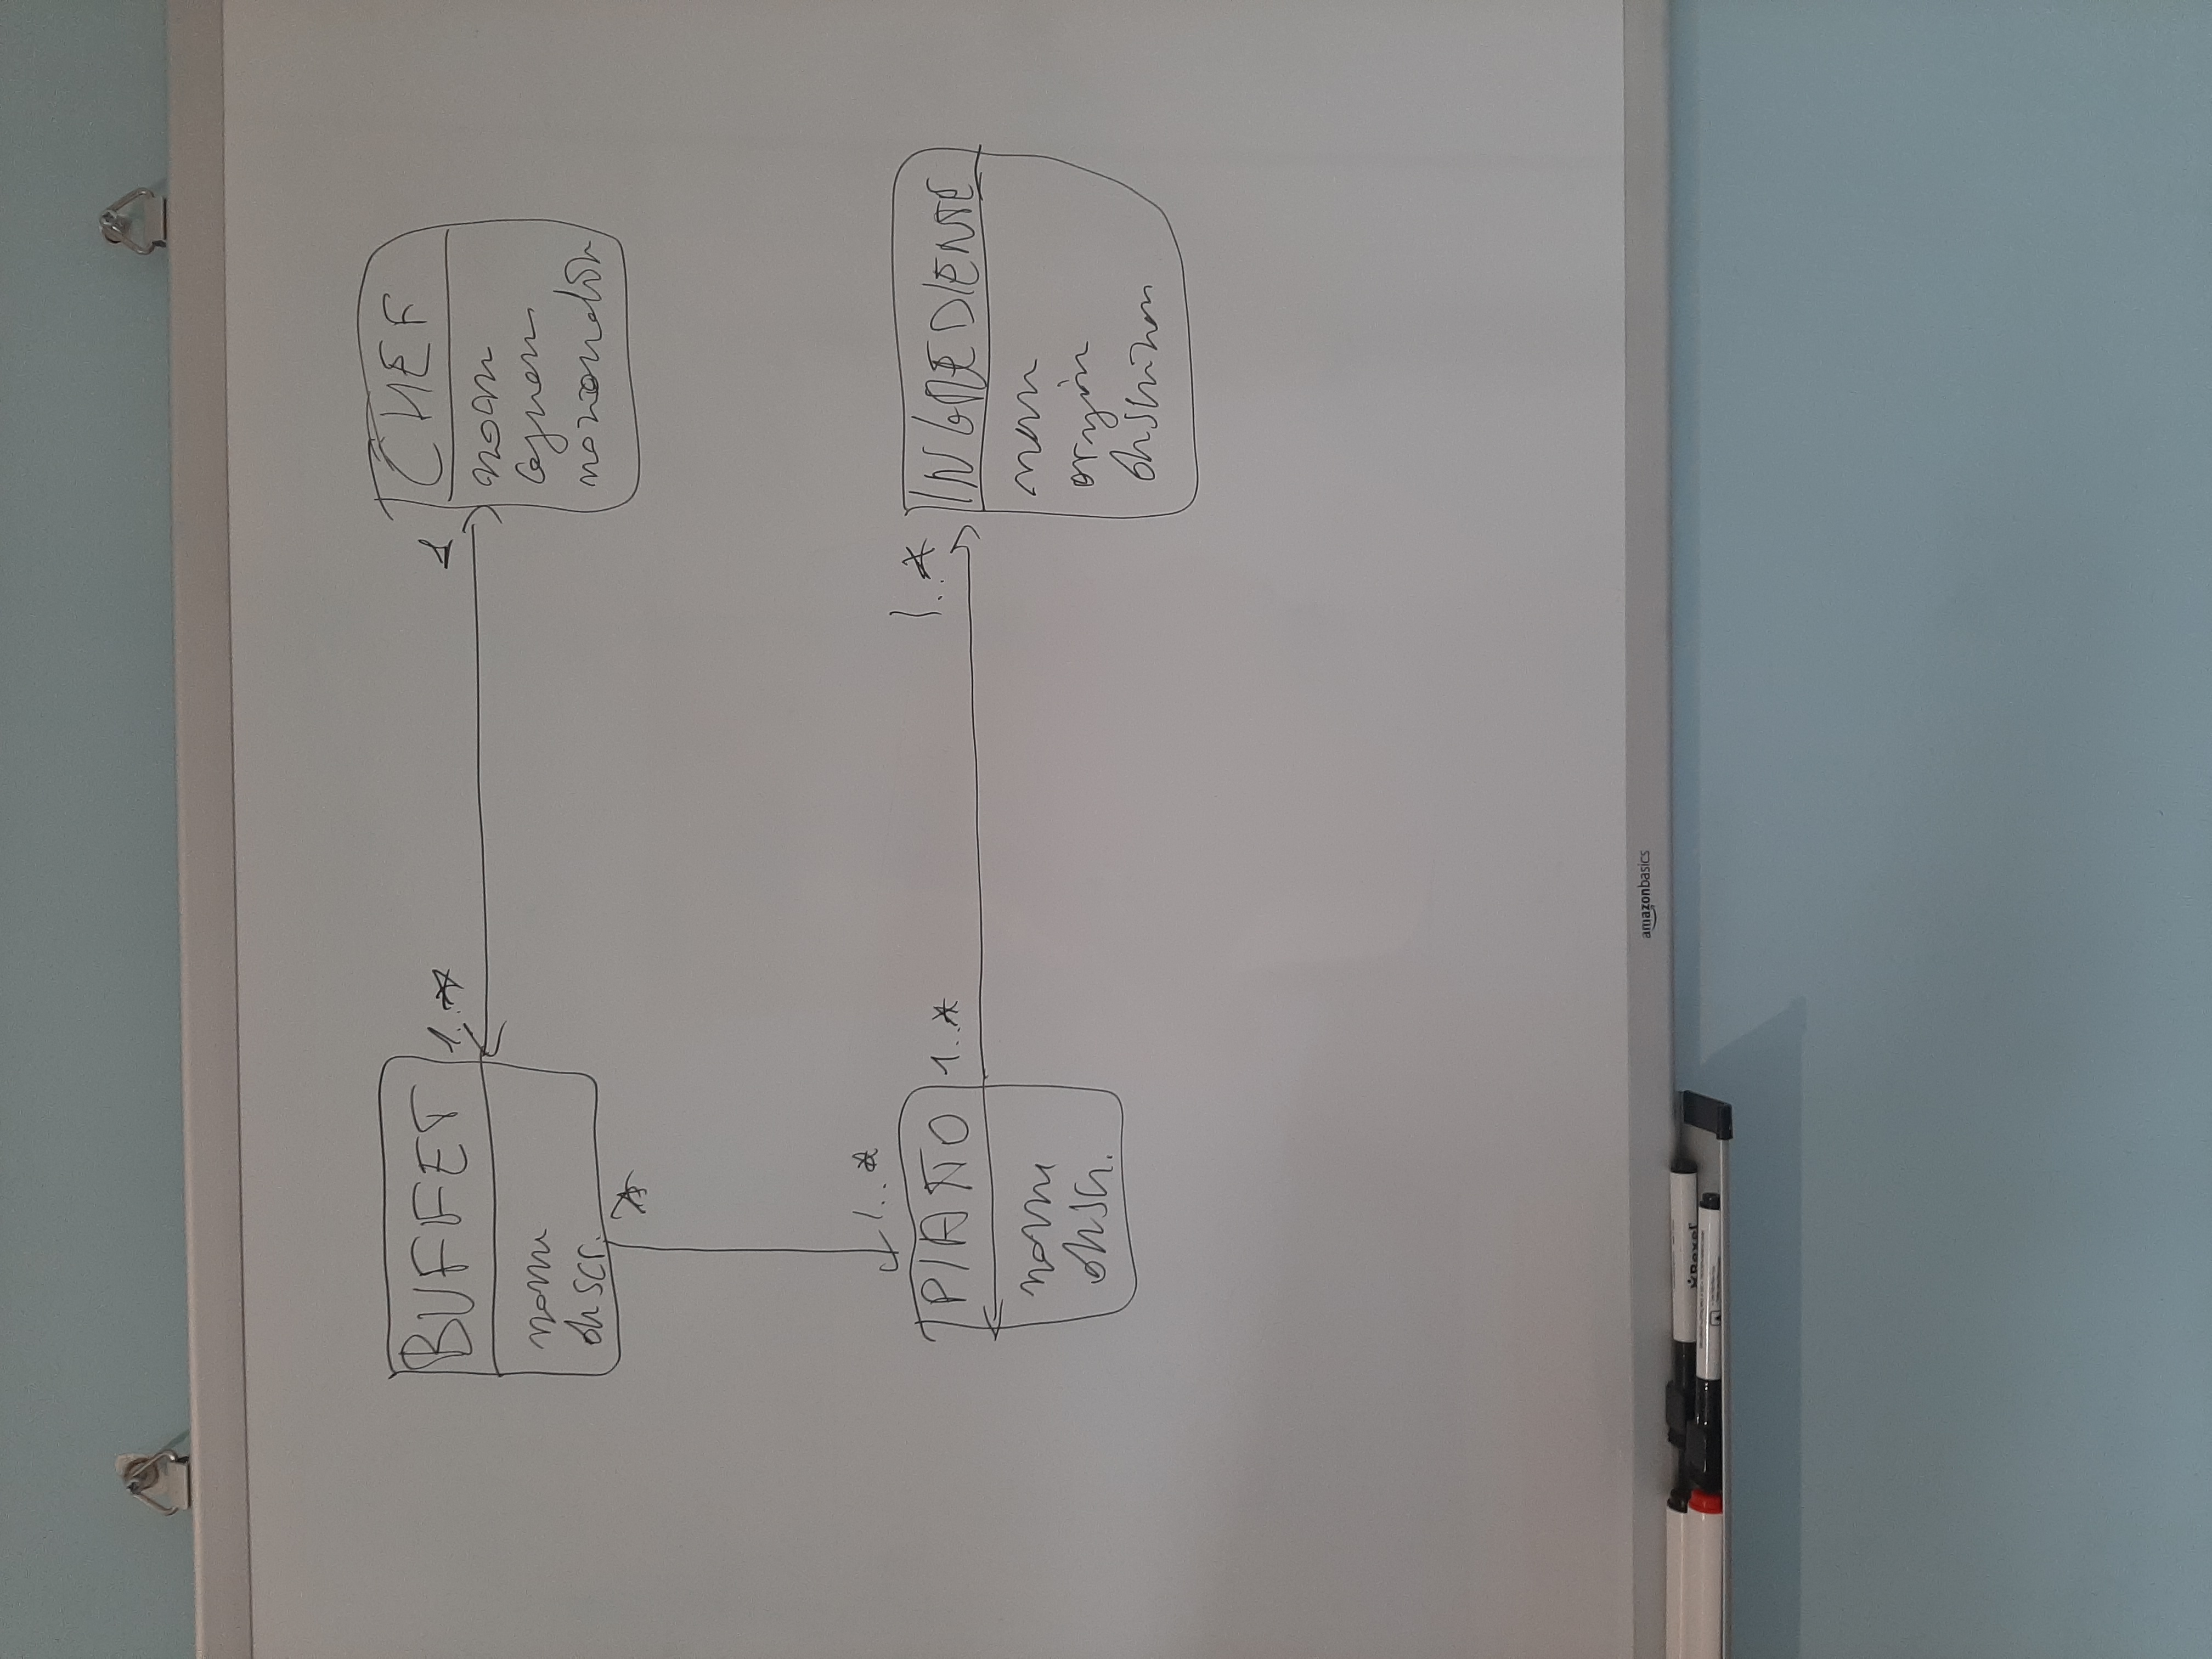 BUFFET
nome
descr.
1..*
1
CHEF
nome
cognome
nazionalità
*
1..*
PIATTO
nome
descr.
1..*
1..*
INGREDIENTE
nome
origine
descrizione
amazonbasics